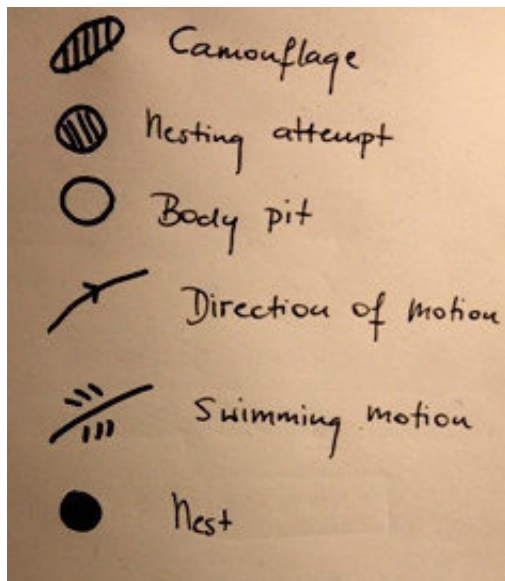 Camouflage
Nesting attempt
Body pit
Direction of motion
Swimming motion
Nest